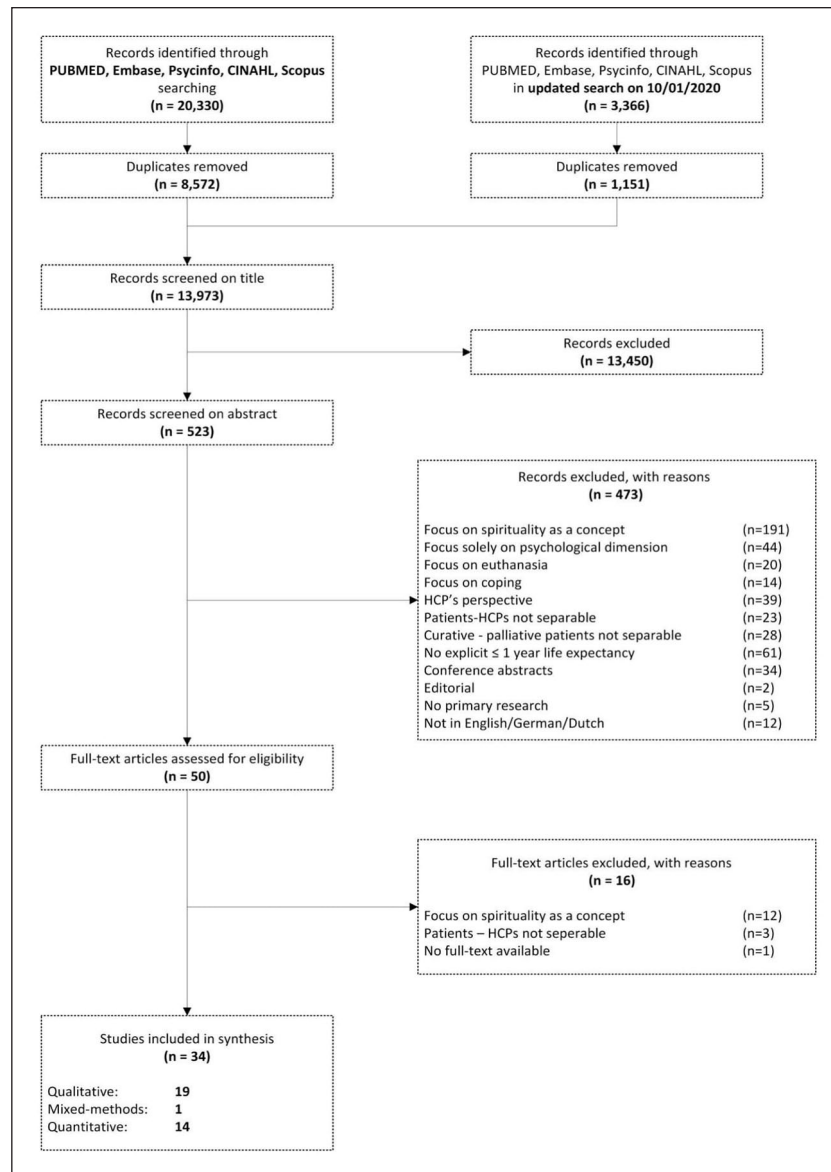 Records identified through
PUBMED, Embase, Psycinfo, CINAHL, Scopus
searching
(n = 20,330)
Records identified through
PUBMED, Embase, Psycinfo, CINAHL, Scopus
in updated search on 10/01/2020
(n = 3,366)
Duplicates removed
(n = 8,572)
Duplicates removed
(n = 1,151)
Records screened on title
(n = 13,973)
Records excluded
(n = 13,450)
Records screened on abstract
(n = 523)
Records excluded, with reasons
(n = 473)
Focus on spirituality as a concept (n=191)
Focus solely on psychological dimension (n=44)
Focus on euthanasia (n=20)
Focus on coping (n=14)
HCP's perspective (n=39)
Patients-HCPs not separable (n=23)
Curative - palliative patients not separable (n=28)
No explicit ≤ 1 year life expectancy (n=61)
Conference abstracts (n=34)
Editorial (n=2)
No primary research (n=5)
Not in English/German/Dutch (n=12)
Full-text articles assessed for eligibility
(n = 50)
Full-text articles excluded, with reasons
(n = 16)
Focus on spirituality as a concept (n=12)
Patients – HCPs not seperable (n=3)
No full-text available (n=1)
Studies included in synthesis
(n = 34)
Qualitative: 19
Mixed-methods: 1
Quantitative: 14